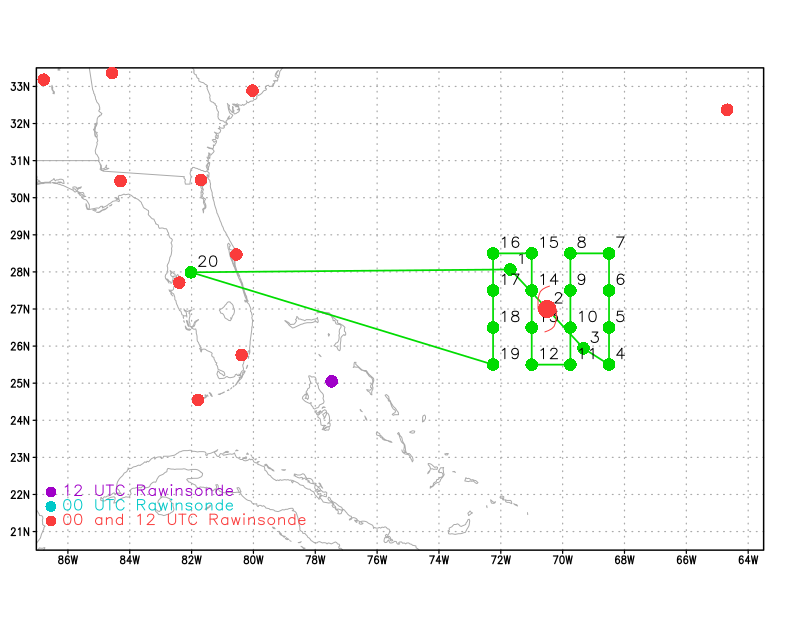 33N
32N
31N
30N
29N
16 15 8 7
20 1
28N
17 14 9 6
2
27N
18 13 10 5
3
26N
19 12 11 4
25N
24N
23N
12 UTC Rawinsonde
22N
00 UTC Rawinsonde
00 and 12 UTC Rawinsonde
21N
86W 84W 82W 80W 78W 76W 74W 72W 70W 68W 66W 64W